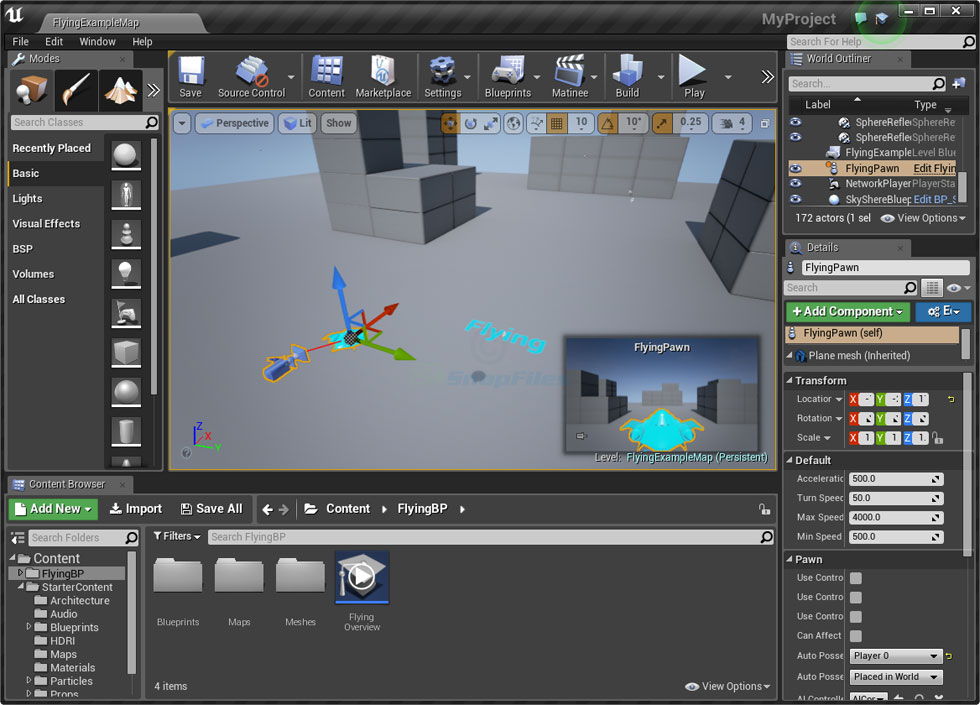 FlyingExampleMap
MyProject
File Edit Window Help
Search For Help
Modes
Search Classes
Recently Placed
Basic
Lights
Visual Effects
BSP
Volumes
All Classes
Save Source Control Content Marketplace Settings Blueprints Matinee Build Play
Perspective Lit Show 10 10° 0.25 4
Flying
SnapFiles
FlyingPawn
Level: FlyingExampleMap (Persistent)
Z
X
Y
World Outliner
Search...
Label Type
SphereRefle SphereRe
SphereRefle SphereRe
FlyingExample Level Blue
FlyingPawn Edit Flyin
NetworkPlayer PlayerSta
SkyShereBluep Edit BP_S
172 actors (1 sel View Options
Details
FlyingPawn
Search
+Add Component
FlyingPawn (self)
Plane mesh (Inherited)
Transform
Location X Y Z 1
Rotation X Y Z
Scale X 1 Y 1 Z 1.
Default
Acceleratic 500.0
Turn Speed 50.0
Max Speed 4000.0
Min Speed 500.0
Pawn
Use Contro
Use Contro
Use Contro
Can Affect
Auto Posse Player 0
Auto Posse Placed in World
Content Browser
Add New Import Save All Content FlyingBP
Search Folders
Filters Search FlyingBP
Content
FlyingBP
StarterContent
Architecture
Audio
Blueprints
HDRI
Maps
Materials
Particles
Props
Blueprints Maps Meshes Flying
Overview
4 items View Options